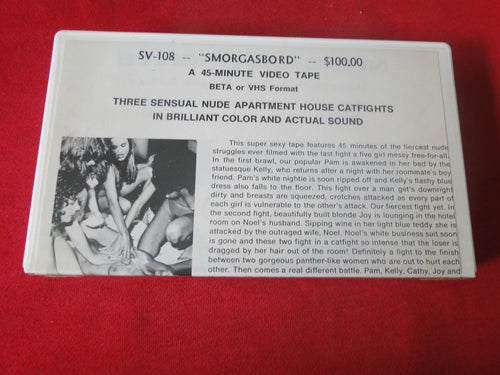 SV-108 -- "SMORGASBORD" -- $100.00
A 45-MINUTE VIDEO TAPE
BETA or VHS Format
THREE SENSUAL NUDE APARTMENT HOUSE CATFIGHTS
IN BRILLIANT COLOR AND ACTUAL SOUND
This super sexy tape features 45 minutes of the fiercest nude
struggles ever filmed with the last fight a five girl messy free-for-all.
In the first brawl, our popular Pam is awakened in her bed by the
statuesque Kelly, who returns after a night with her roommate's boy
friend. Pam's white nightie is soon ripped off and Kelly's flashy blue
dress also falls to the floor. This fight over a man get's downright
dirty and breasts are squeezed, crotches attacked as every part of
each girl is vulnerable to the other's attack. Our fiercest fight yet. In
the second fight, beautifully built blonde Joy is lounging in the hotel
room on Noel's husband. Sipping wine in her light blue teddy she is
attacked by the outraged wife, Noel. Noel's white business suit soon
is gone and these two fight in a catfight so intense that the loser is
dragged by her hair out of the room! Definitely a fight to the finish
between two gorgeous panther-like women who are out to hurt each
other. Then comes a real different battle. Pam, Kelly, Cathy, Joy and